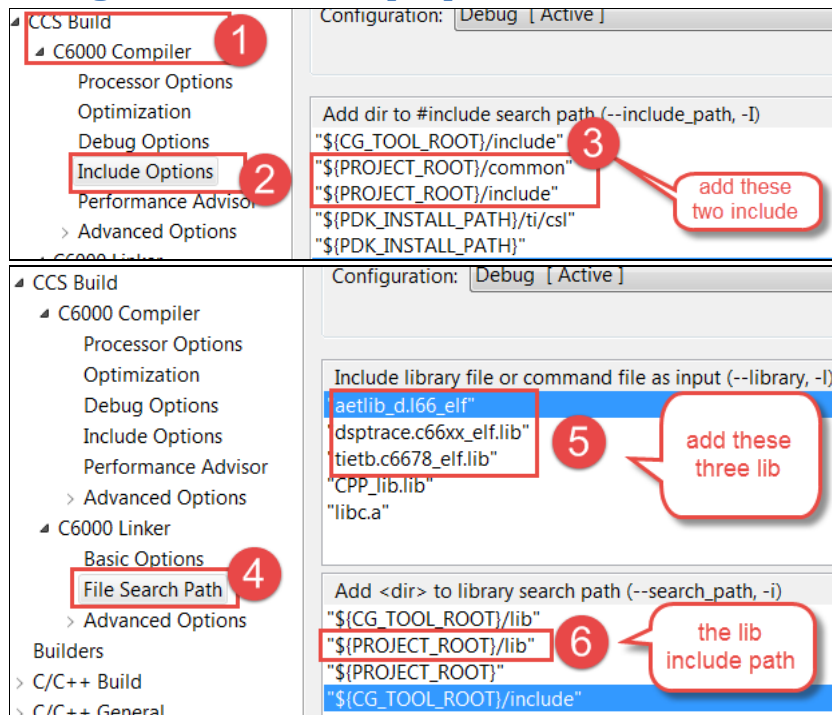 CCS Build
C6000 Compiler
Processor Options
Optimization
Debug Options
Include Options
Performance Advisor
> Advanced Options
1
2
Configuration: Debug [ Active ]
Add dir to #include search path (--include_path, -I)
"${CG_TOOL_ROOT}/include"
"${PROJECT_ROOT}/common"
"${PROJECT_ROOT}/include"
"${PDK_INSTALL_PATH}/ti/csl"
"${PDK_INSTALL_PATH}"
3
add these
two include
CCS Build
C6000 Compiler
Processor Options
Optimization
Debug Options
Include Options
Performance Advisor
> Advanced Options
C6000 Linker
Basic Options
File Search Path
> Advanced Options
Builders
> C/C++ Build
> C/C++ General
4
Configuration: Debug [ Active ]
Include library file or command file as input (--library, -l)
"aetlib_d.l66_elf"
"dsptrace.c66xx_elf.lib"
"tietb.c6678_elf.lib"
"CPP_lib.lib"
"libc.a"
5
add these
three lib
Add <dir> to library search path (--search_path, -i)
"${CG_TOOL_ROOT}/lib"
"${PROJECT_ROOT}/lib"
"${PROJECT_ROOT}"
"${CG_TOOL_ROOT}/include"
6
the lib
include path